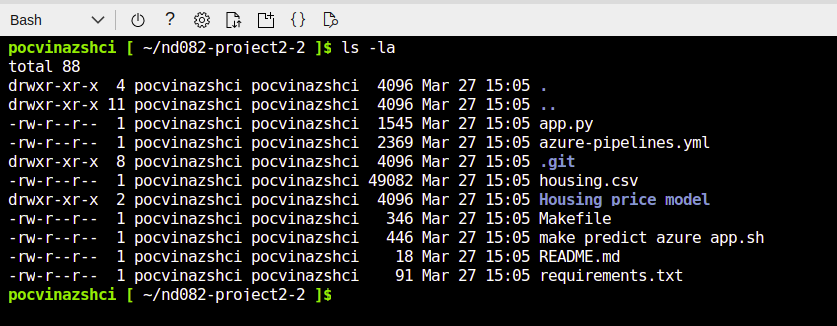 Bash
pocvinazshci [ ~/nd082-project2-2 ]$ ls -la
total 88
drwxr-xr-x  4 pocvinazshci pocvinazshci  4096 Mar 27 15:05 .
drwxr-xr-x 11 pocvinazshci pocvinazshci  4096 Mar 27 15:05 ..
-rw-r--r--  1 pocvinazshci pocvinazshci  1545 Mar 27 15:05 app.py
-rw-r--r--  1 pocvinazshci pocvinazshci  2369 Mar 27 15:05 azure-pipelines.yml
drwxr-xr-x  8 pocvinazshci pocvinazshci  4096 Mar 27 15:05 .git
-rw-r--r--  1 pocvinazshci pocvinazshci 49082 Mar 27 15:05 housing.csv
drwxr-xr-x  2 pocvinazshci pocvinazshci  4096 Mar 27 15:05 Housing price model
-rw-r--r--  1 pocvinazshci pocvinazshci   346 Mar 27 15:05 Makefile
-rw-r--r--  1 pocvinazshci pocvinazshci   446 Mar 27 15:05 make predict azure app.sh
-rw-r--r--  1 pocvinazshci pocvinazshci    18 Mar 27 15:05 README.md
-rw-r--r--  1 pocvinazshci pocvinazshci    91 Mar 27 15:05 requirements.txt
pocvinazshci [ ~/nd082-project2-2 ]$